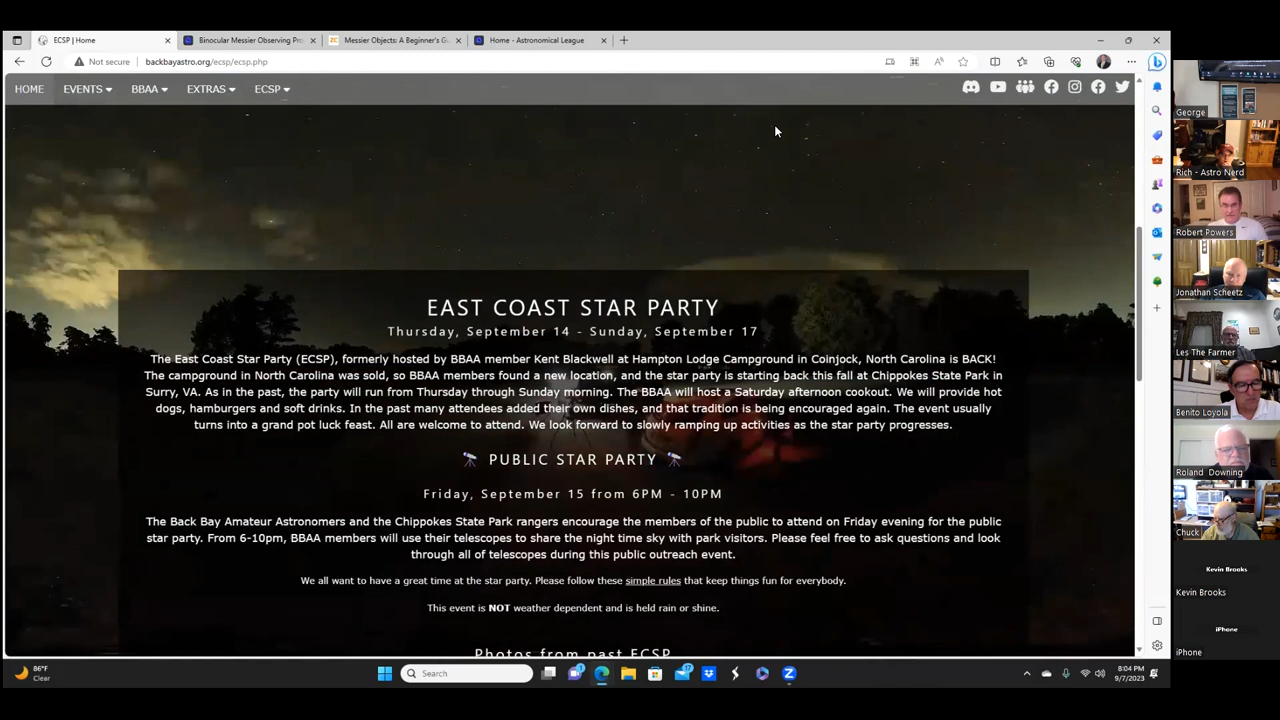 ECSP | Home
Binocular Messier Observing Pro
Messier Objects: A Beginner's G
Home - Astronomical League
Not secure
backbayastro.org/ecsp/ecsp.php
HOME
EVENTS
BBAA
EXTRAS
ECSP
EAST COAST STAR PARTY
Thursday, September 14 - Sunday, September 17
The East Coast Star Party (ECSP), formerly hosted by BBAA member Kent Blackwell at Hampton Lodge Campground in Coinjock, North Carolina is BACK!
The campground in North Carolina was sold, so BBAA members found a new location, and the star party is starting back this fall at Chippokes State Park in
Surry, VA. As in the past, the party will run from Thursday through Sunday morning. The BBAA will host a Saturday afternoon cookout. We will provide hot
dogs, hamburgers and soft drinks. In the past many attendees added their own dishes, and that tradition is being encouraged again. The event usually
turns into a grand pot luck feast. All are welcome to attend. We look forward to slowly ramping up activities as the star party progresses.
PUBLIC STAR PARTY
Friday, September 15 from 6PM - 10PM
The Back Bay Amateur Astronomers and the Chippokes State Park rangers encourage the members of the public to attend on Friday evening for the public
star party. From 6-10pm, BBAA members will use their telescopes to share the night time sky with park visitors. Please feel free to ask questions and look
through all of telescopes during this public outreach event.
We all want to have a great time at the star party. Please follow these simple rules that keep things fun for everybody.
This event is NOT weather dependent and is held rain or shine.
Photos from past ECSP
86°F
Clear
Search
8:04 PM
9/7/2023
George
Rich - Astro Nerd
Robert Powers
Jonathan Scheetz
Les The Farmer
Benito Loyola
Roland Downing
Chuck
Kevin Brooks
Kevin Brooks
iPhone
iPhone